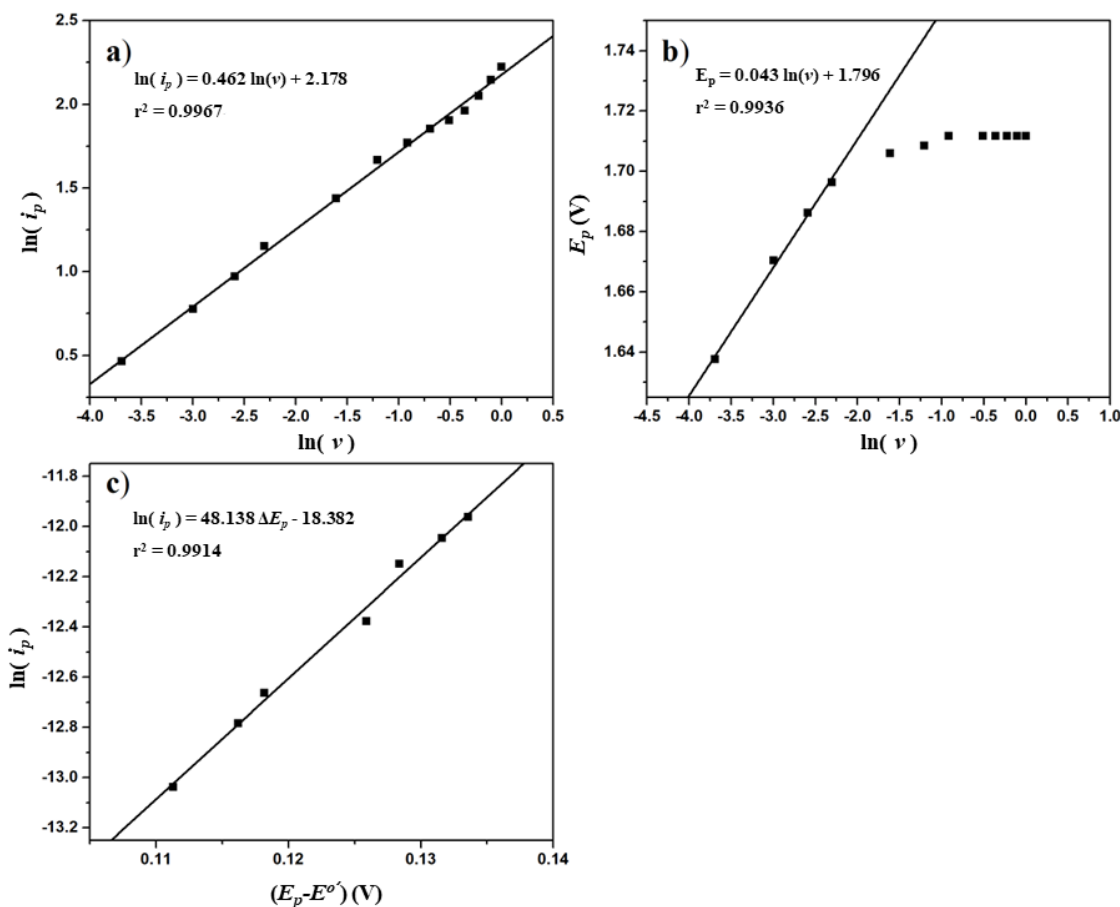 a)
ln( i_p ) = 0.462 ln(v) + 2.178
r² = 0.9967
ln( i_p )
2.5
2.0
1.5
1.0
0.5
-4.0 -3.5 -3.0 -2.5 -2.0 -1.5 -1.0 -0.5 0.0 0.5
ln( v )
b)
E_p = 0.043 ln(v) + 1.796
r² = 0.9936
E_p (V)
1.74
1.72
1.70
1.68
1.66
1.64
-4.5 -4.0 -3.5 -3.0 -2.5 -2.0 -1.5 -1.0 -0.5 0.0 0.5 1.0
ln( v )
c)
ln( i_p ) = 48.138 ΔE_p - 18.382
r² = 0.9914
ln( i_p )
-11.8
-12.0
-12.2
-12.4
-12.6
-12.8
-13.0
-13.2
0.11 0.12 0.13 0.14
(E_p-E^o´) (V)